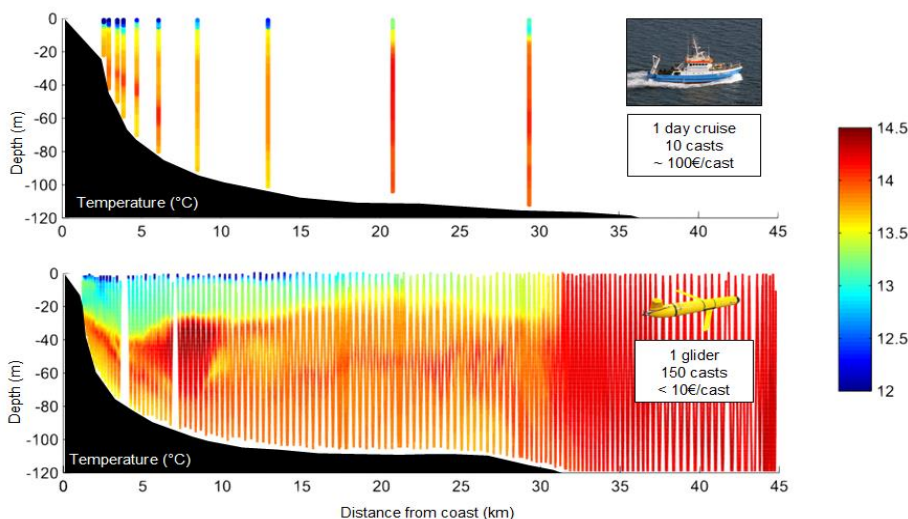 0
-20
-40
-60
-80
-100
-120
Depth (m)
Temperature (°C)
0 5 10 15 20 25 30 35 40 45
1 day cruise
10 casts
~ 100€/cast
14.5
14
13.5
13
12.5
12
0
-20
-40
-60
-80
-100
-120
Depth (m)
Temperature (°C)
0 5 10 15 20 25 30 35 40 45
1 glider
150 casts
< 10€/cast
Distance from coast (km)